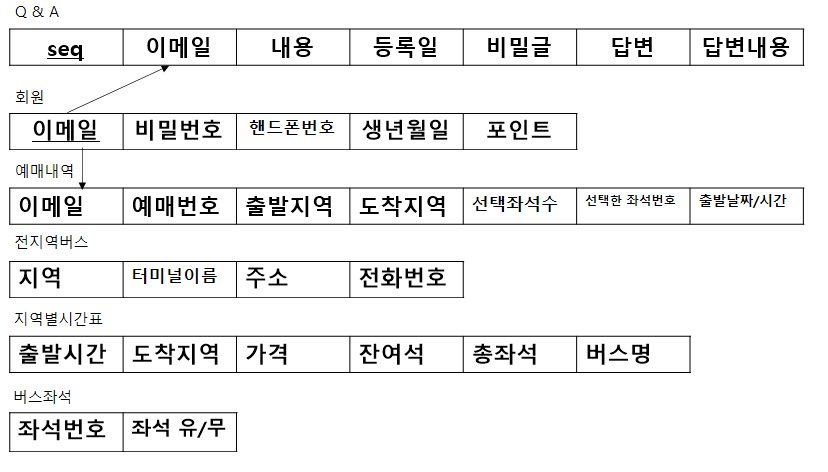 Q & A
seq 이메일 내용 등록일 비밀글 답변 답변내용
회원
이메일 비밀번호 핸드폰번호 생년월일 포인트
예매내역
이메일 예매번호 출발지역 도착지역 선택좌석수 선택한 좌석번호 출발날짜/시간
전지역버스
지역 터미널이름 주소 전화번호
지역별시간표
출발시간 도착지역 가격 잔여석 총좌석 버스명
버스좌석
좌석번호 좌석 유/무